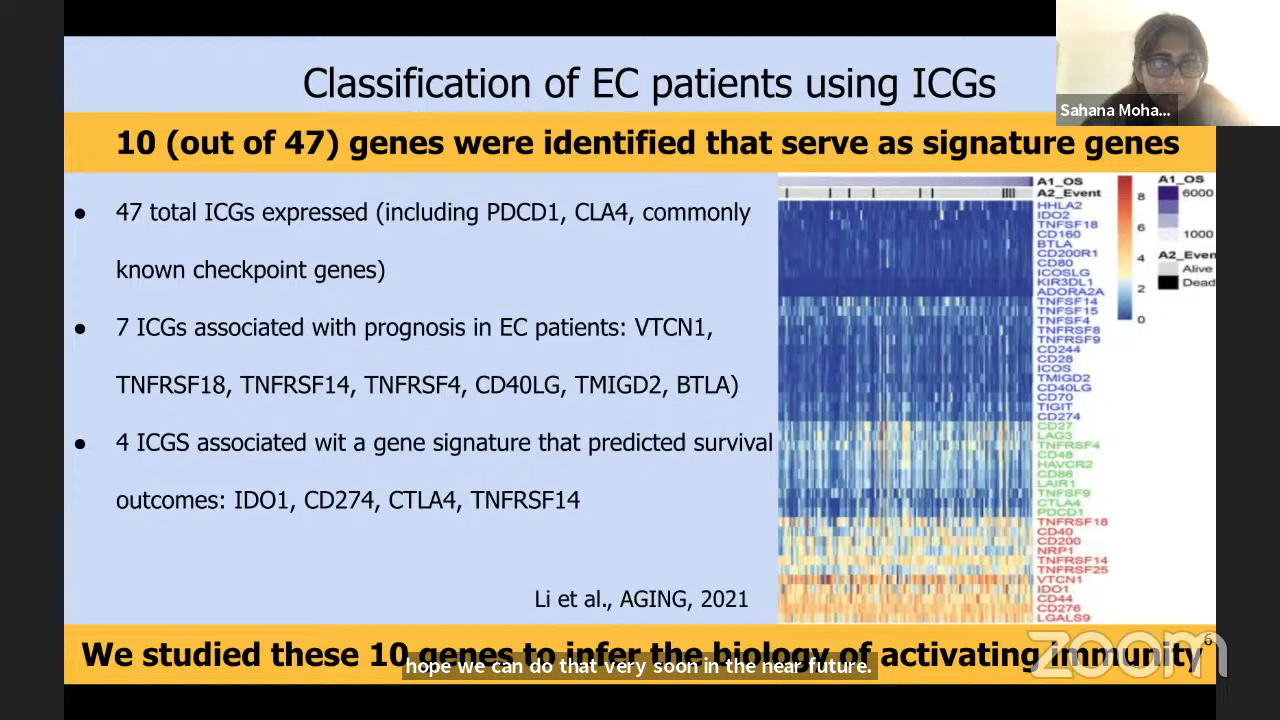 Classification of EC patients using ICGs
Sahana Moha...
10 (out of 47) genes were identified that serve as signature genes
● 47 total ICGs expressed (including PDCD1, CLA4, commonly
known checkpoint genes)
● 7 ICGs associated with prognosis in EC patients: VTCN1,
TNFRSF18, TNFRSF14, TNFRSF4, CD40LG, TMIGD2, BTLA)
● 4 ICGS associated wit a gene signature that predicted survival
outcomes: IDO1, CD274, CTLA4, TNFRSF14
Li et al., AGING, 2021
A1_OS
A2_Event
HHLA2
IDO2
TNFSF18
CD160
BTLA
CD200R1
CD80
ICOSLG
KIR3DL1
ADORA2A
TNFSF14
TNFSF15
TNFSF4
TNFRSF8
TNFRSF9
CD244
CD28
ICOS
TMIGD2
CD40LG
CD70
TIGIT
CD274
CD27
LAG3
TNFRSF4
CD48
HAVCR2
CD86
LAIR1
TNFSF9
CTLA4
PDCD1
TNFRSF18
CD40
CD200
NRP1
TNFRSF14
TNFRSF25
VTCN1
IDO1
CD44
CD276
LGALS9
8
6
4
2
0
A1_OS
6000
1000
A2_Even
Alive
Dead
6
We studied these 10 genes to infer the biology of activating immunity
hope we can do that very soon in the near future.
zoom